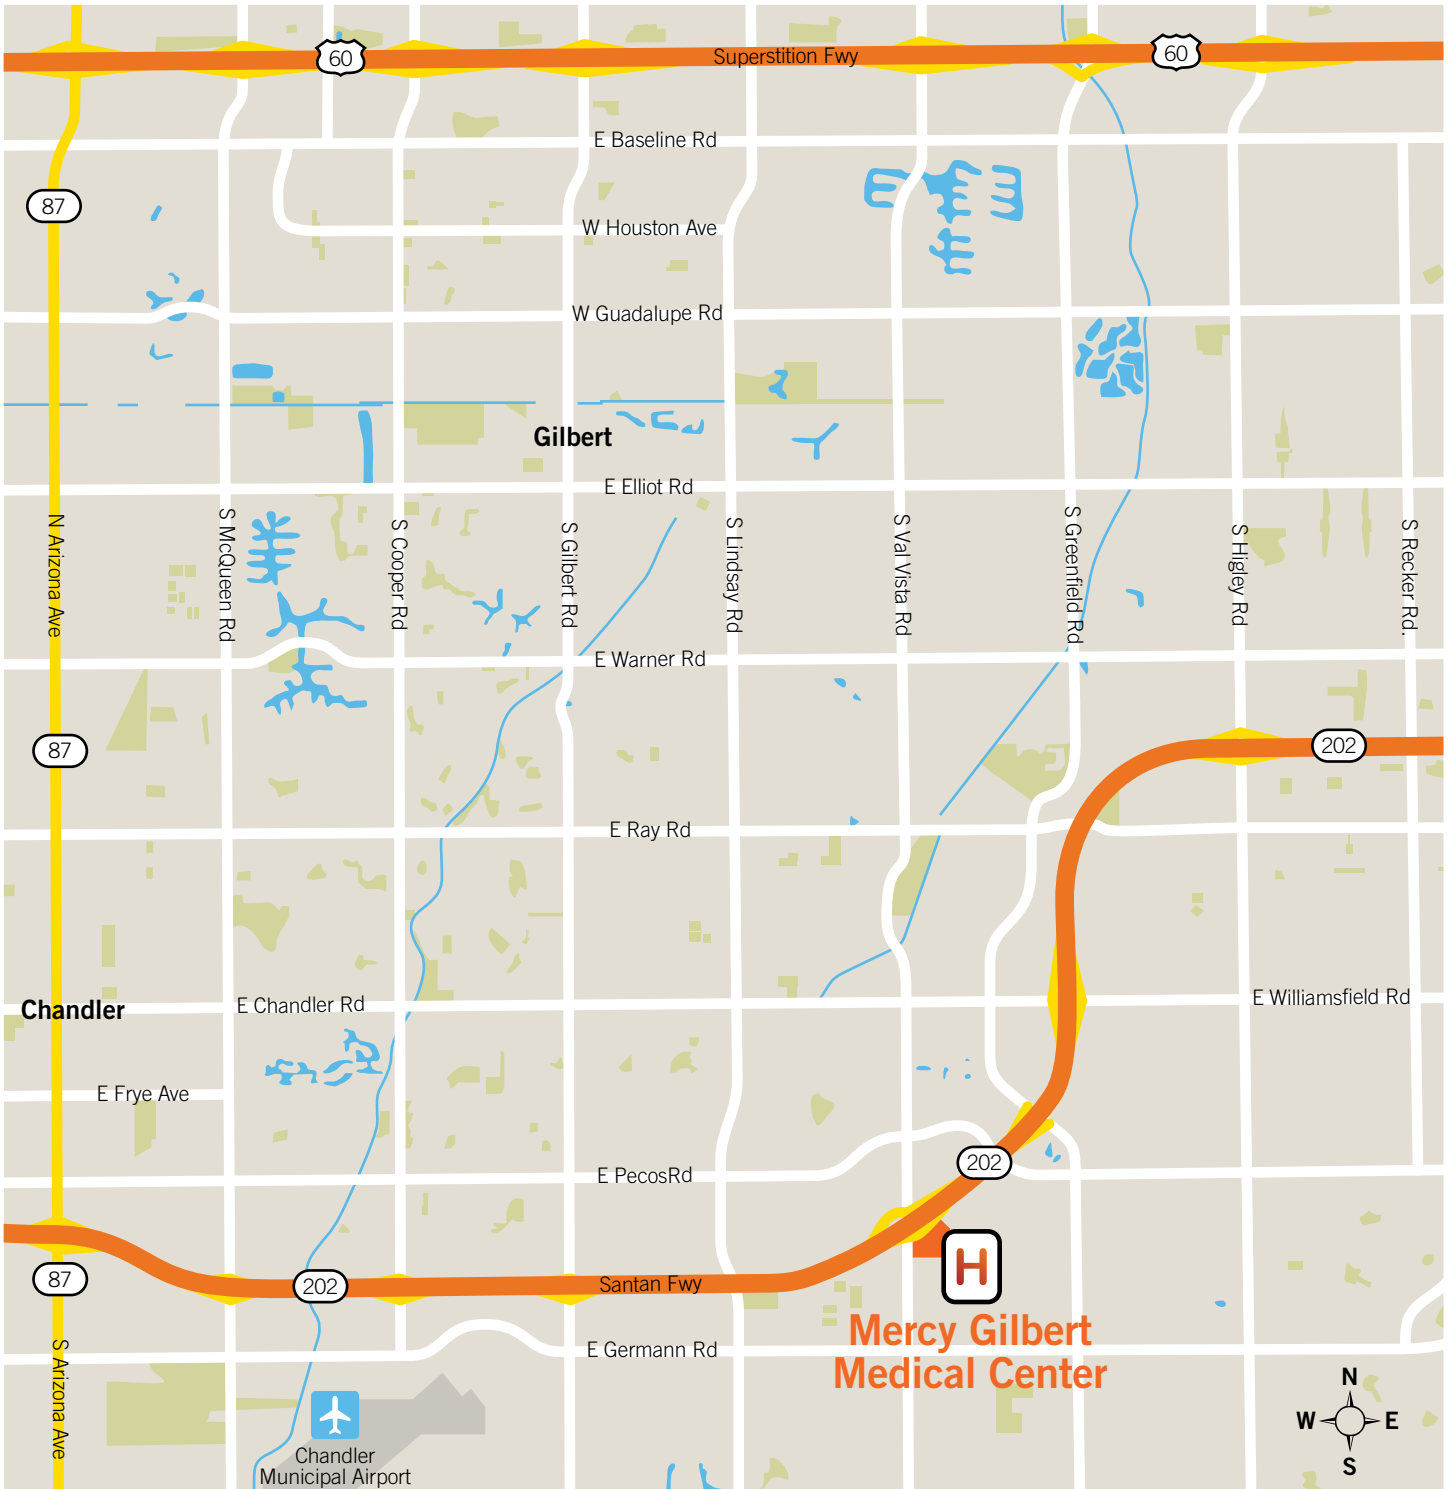 60
Superstition Fwy
60
E Baseline Rd
87
W Houston Ave
W Guadalupe Rd
Gilbert
E Elliot Rd
N Arizona Ave
S McQueen Rd
S Cooper Rd
S Gilbert Rd
S Lindsay Rd
S Val Vista Rd
S Greenfield Rd
S Higley Rd
S Recker Rd.
E Warner Rd
87
202
E Ray Rd
Chandler
E Chandler Rd
E Williamsfield Rd
E Frye Ave
E PecosRd
202
H
87
202
Santan Fwy
Mercy Gilbert
Medical Center
E Germann Rd
S Arizona Ave
N
W E
S
Chandler
Municipal Airport